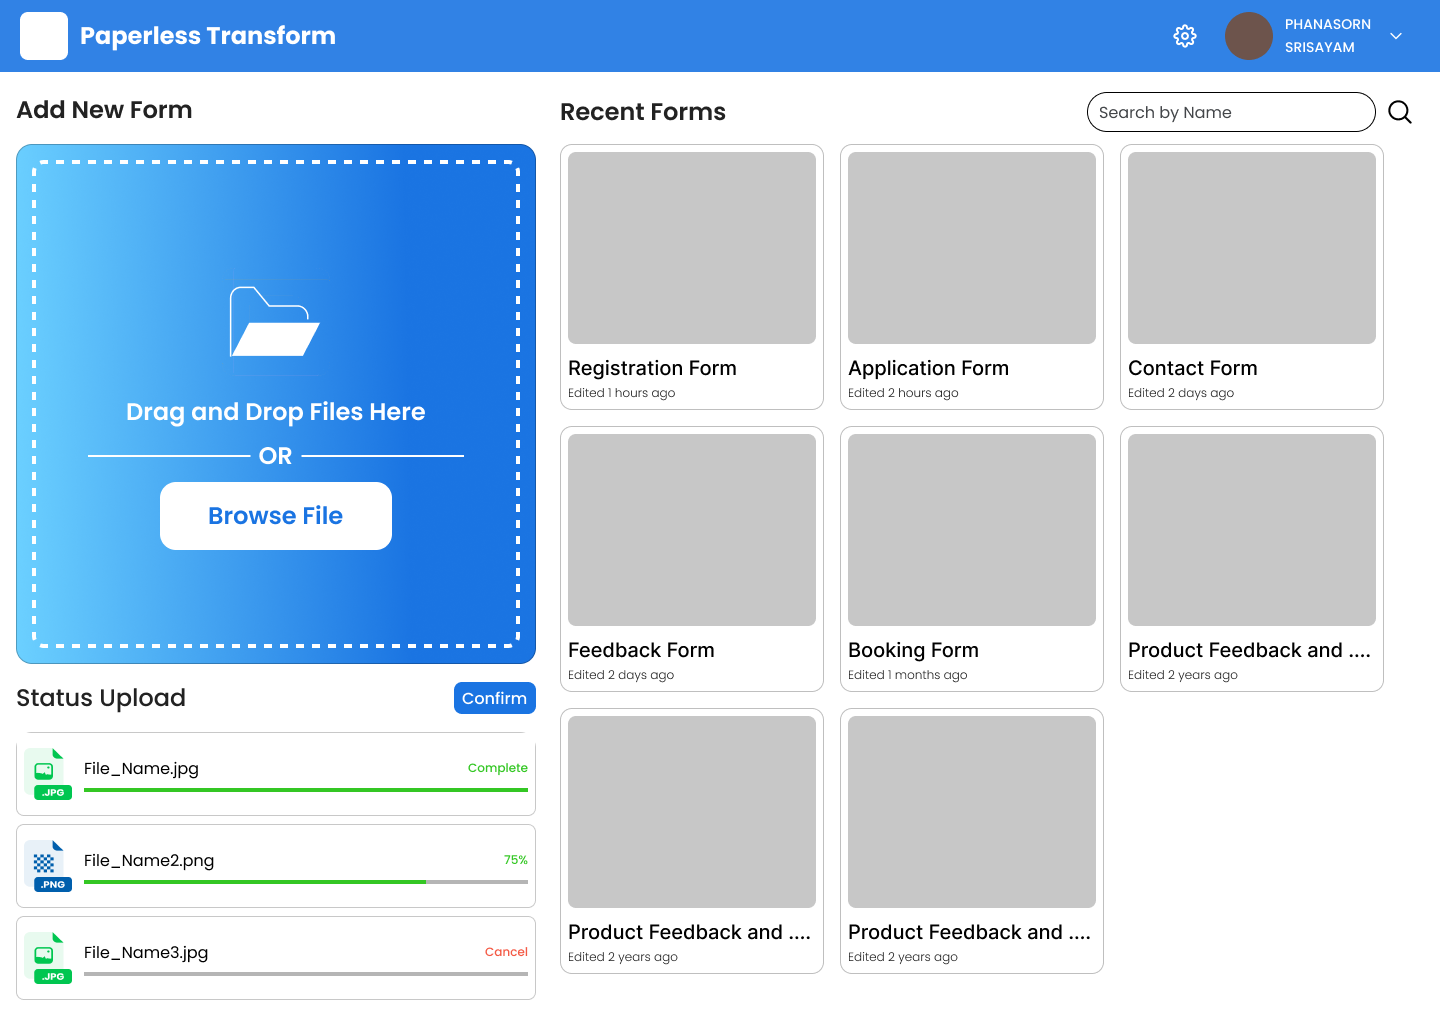 Paperless Transform
PHANASORN
SRISAYAM
Add New Form
Drag and Drop Files Here
OR
Browse File
Status Upload
Confirm
File_Name.jpg
Complete
.JPG
File_Name2.png
75%
.PNG
File_Name3.jpg
Cancel
.JPG
Recent Forms
Search by Name
Registration Form
Edited 1 hours ago
Application Form
Edited 2 hours ago
Contact Form
Edited 2 days ago
Feedback Form
Edited 2 days ago
Booking Form
Edited 1 months ago
Product Feedback and ....
Edited 2 years ago
Product Feedback and ....
Edited 2 years ago
Product Feedback and ....
Edited 2 years ago